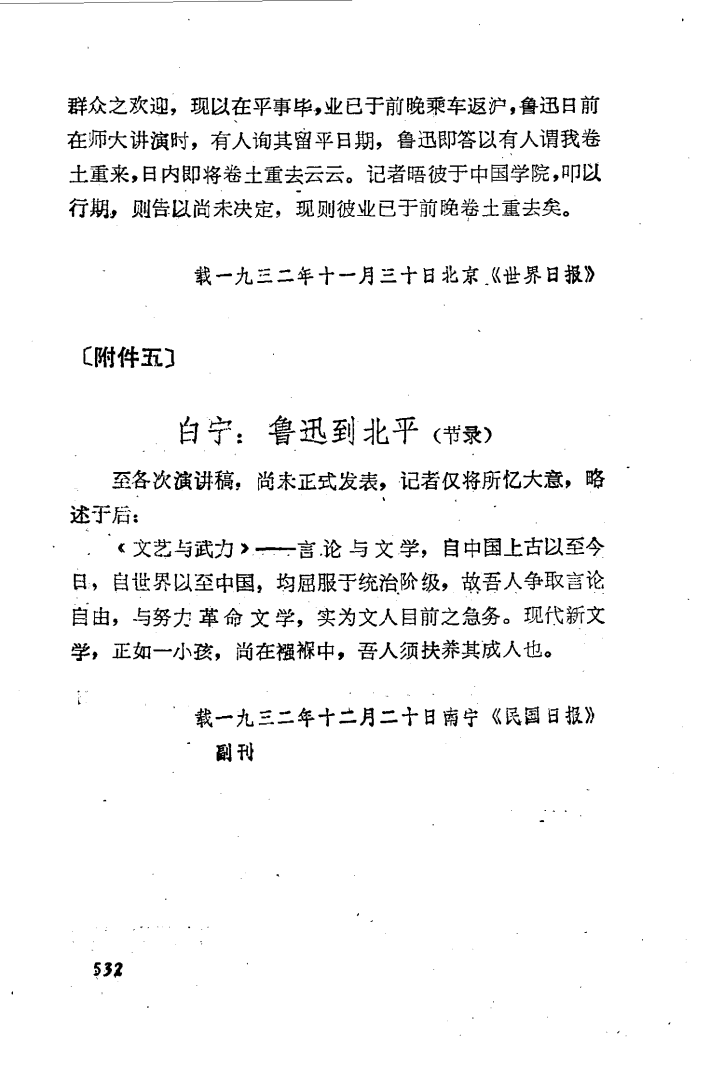 群众之欢迎，现以在平事毕，业已于前晚乘车返沪，鲁迅日前
在师大讲演时，有人询其留平日期，鲁迅即答以有人谓我卷
土重来，日内即将卷土重去云云。记者晤彼于中国学院，叩以
行期，则告以尚未决定，现则彼业已于前晚卷土重去矣。
载一九三二年十一月三十日北京《世界日报》
〔附件五〕
白宁：鲁迅到北平（节录）
至各次演讲稿，尚未正式发表，记者仅将所忆大意，略
述于后：
《文艺与武力》——言论与文学，自中国上古以至今
日，自世界以至中国，均屈服于统治阶级，故吾人争取言论
自由，与努力革命文学，实为文人目前之急务。现代新文
学，正如一小孩，尚在襁褓中，吾人须扶养其成人也。
载一九三二年十二月二十日南宁《民国日报》
副刊
532